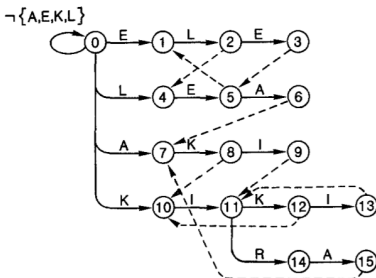 ¬{A,E,K,L}
0 E 1 L 2 E 3
L 4 E 5 A 6
A 7 K 8 I 9
K 10 I 11 K 12 I 13
R 14 A 15